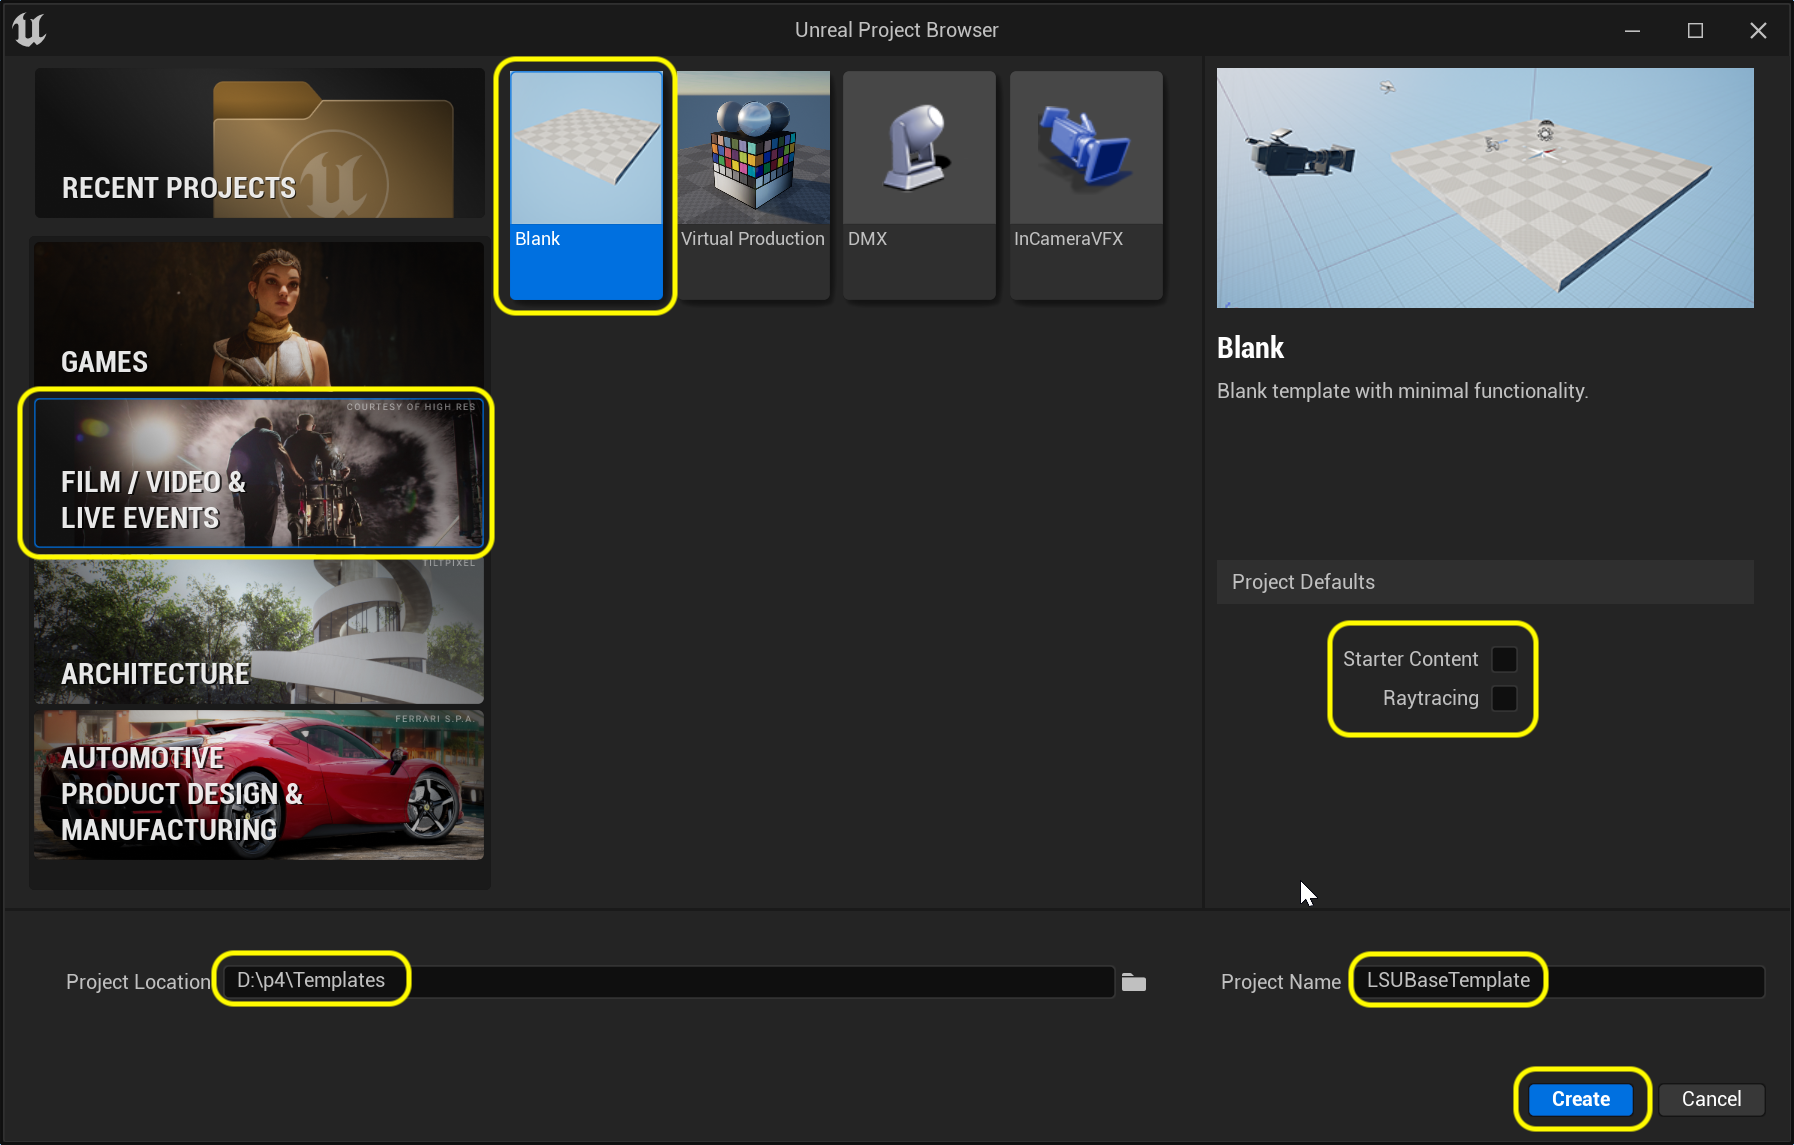 Unreal Project Browser
RECENT PROJECTS
GAMES
COURTESY OF HIGH RES
FILM / VIDEO &
LIVE EVENTS
TILTPIXEL
ARCHITECTURE
FERRARI S.P.A.
AUTOMOTIVE
PRODUCT DESIGN &
MANUFACTURING
Blank
Virtual Production
DMX
InCameraVFX
Blank
Blank template with minimal functionality.
Project Defaults
Starter Content
Raytracing
Project Location
D:\p4\Templates
Project Name
LSUBaseTemplate
Create
Cancel